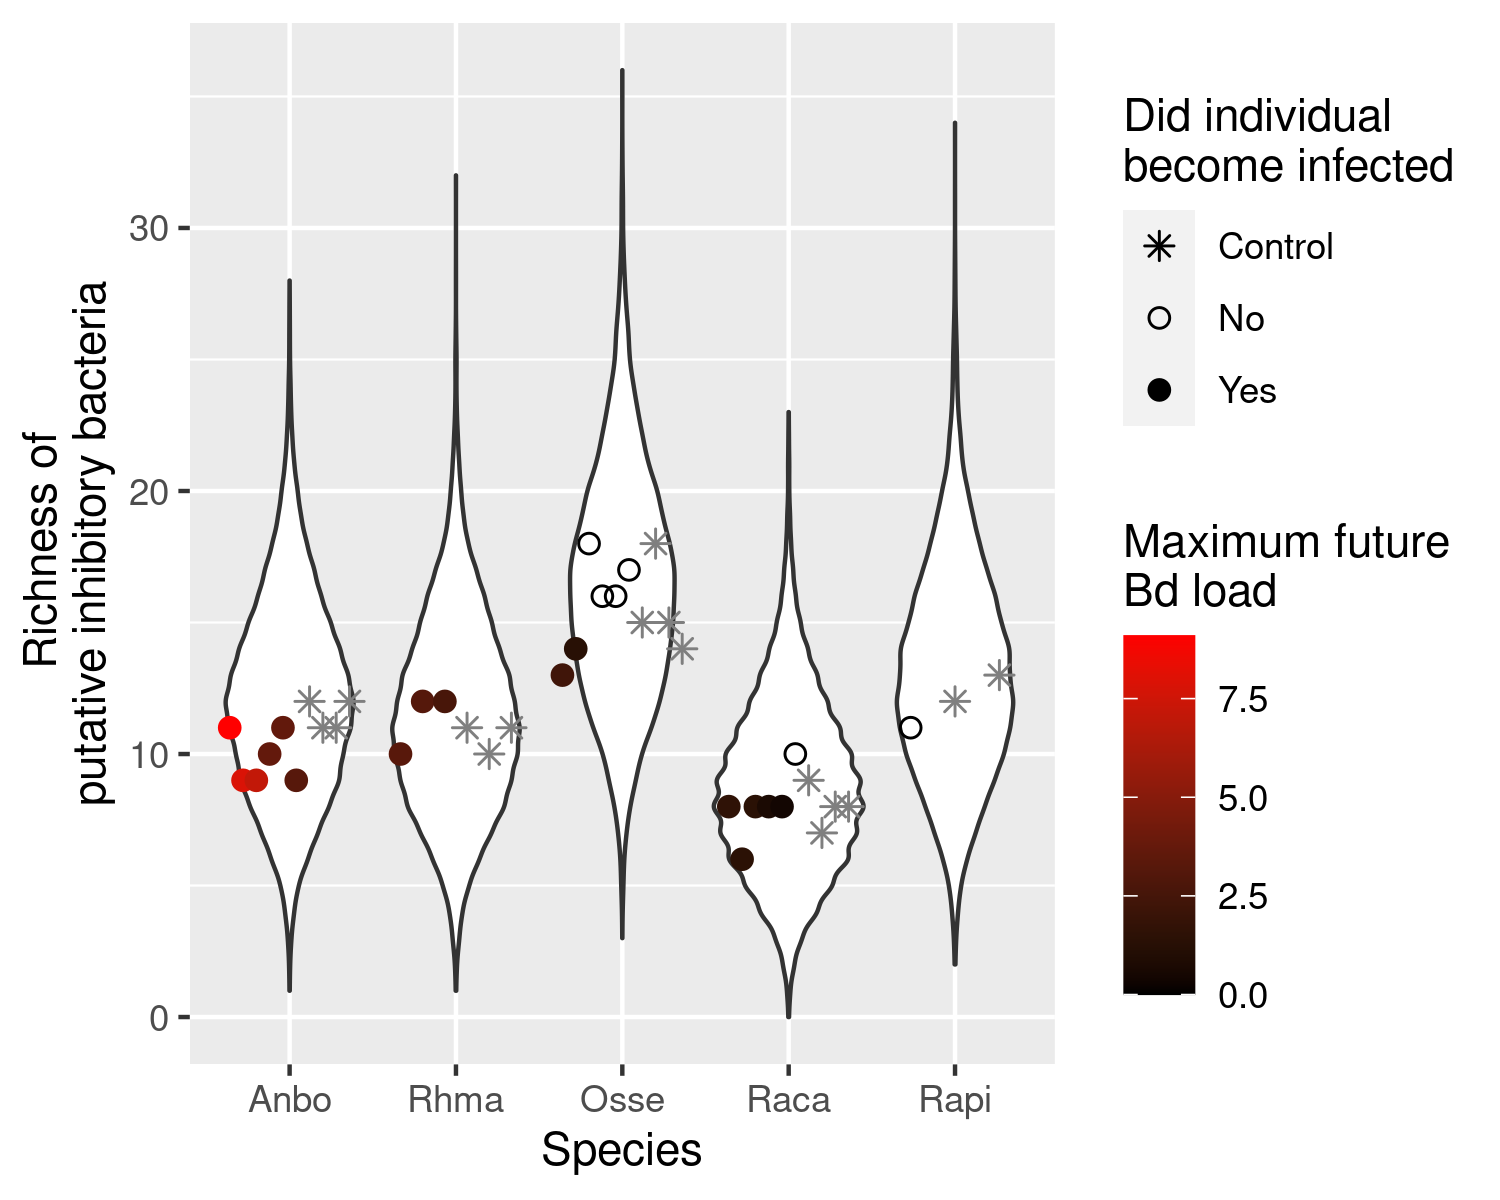 Richness of
putative inhibitory bacteria
30
20
10
0
Anbo Rhma Osse Raca Rapi
Species
Did individual
become infected
Control
No
Yes
Maximum future
Bd load
7.5
5.0
2.5
0.0